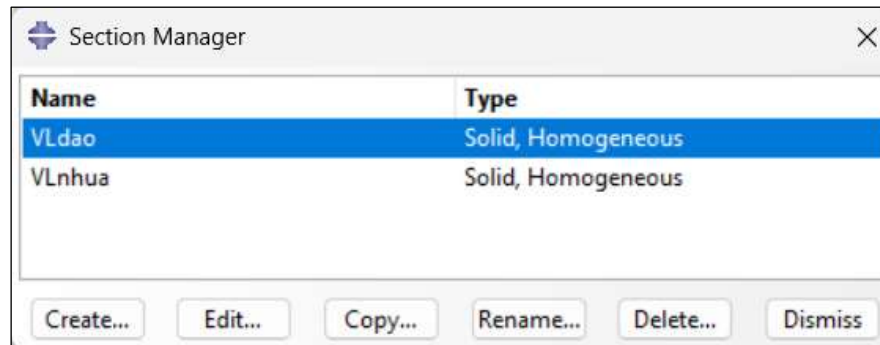 Section Manager
Name Type
VLdao Solid, Homogeneous
VLnhua Solid, Homogeneous
Create... Edit... Copy... Rename... Delete... Dismiss